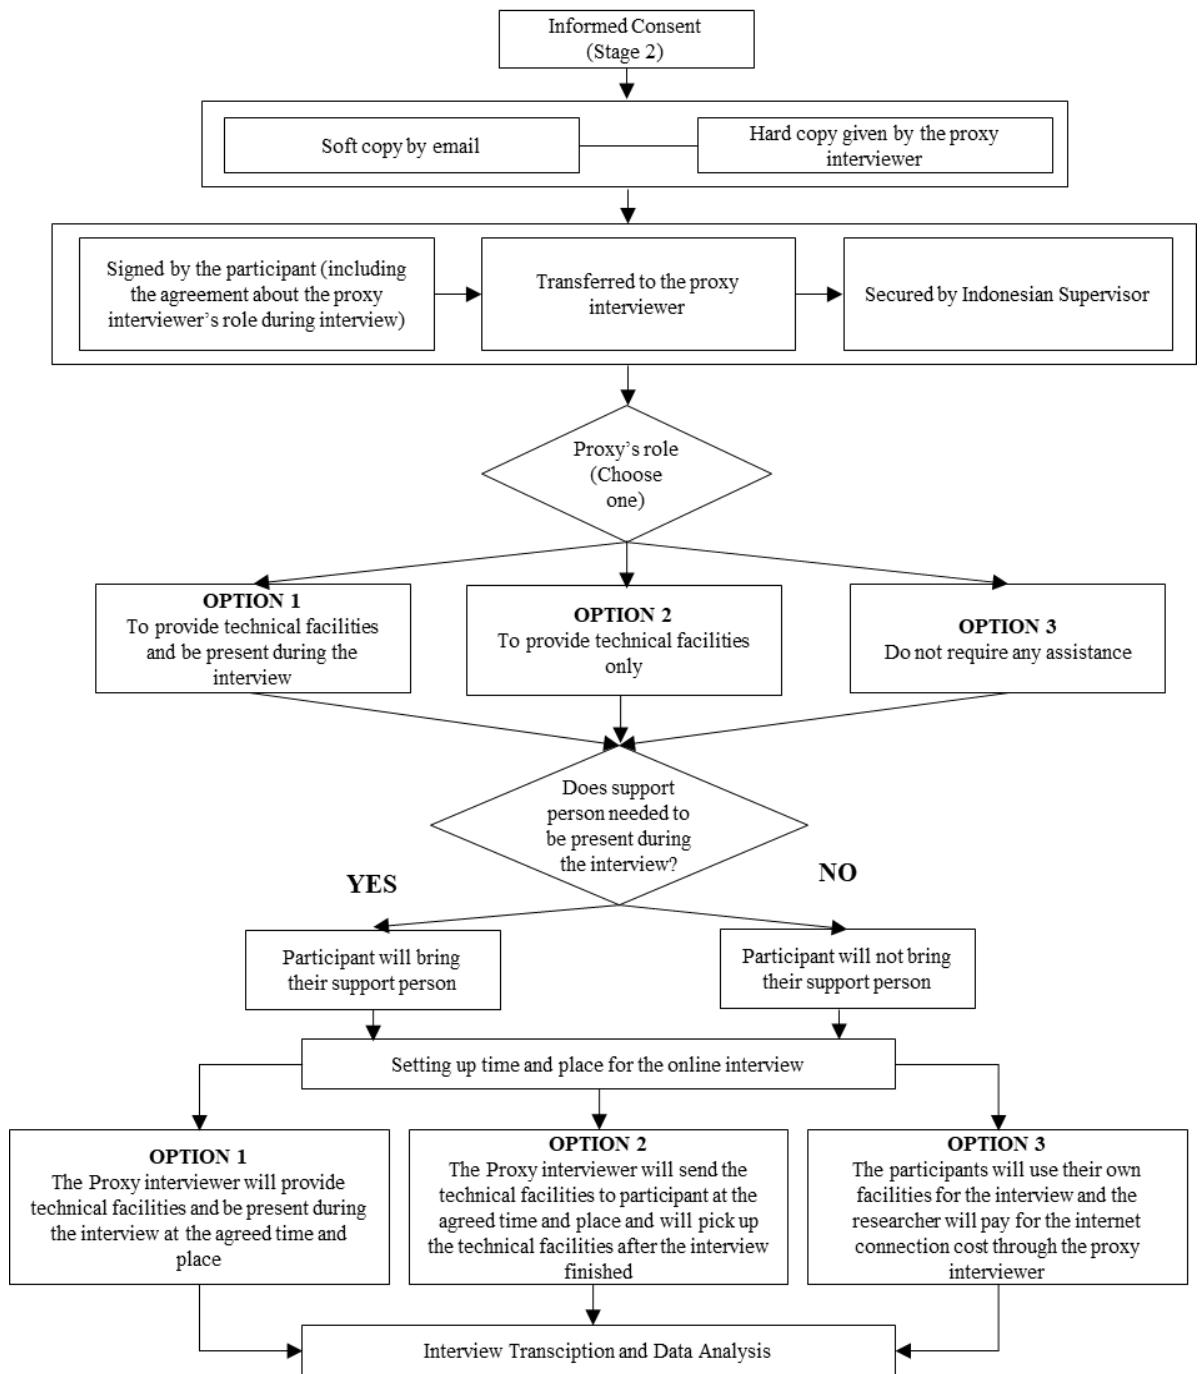 Informed Consent
(Stage 2)
Soft copy by email
Hard copy given by the proxy
interviewer
Signed by the participant (including
the agreement about the proxy
interviewer’s role during interview)
Transferred to the proxy
interviewer
Secured by Indonesian Supervisor
Proxy’s role
(Choose
one)
OPTION 1
To provide technical facilities
and be present during the
interview
OPTION 2
To provide technical facilities
only
OPTION 3
Do not require any assistance
Does support
person needed to
be present during
the interview?
YES
NO
Participant will bring
their support person
Participant will not bring
their support person
Setting up time and place for the online interview
OPTION 1
The Proxy interviewer will provide
technical facilities and be present during
the interview at the agreed time and
place
OPTION 2
The Proxy interviewer will send the
technical facilities to participant at the
agreed time and place and will pick up
the technical facilities after the interview
finished
OPTION 3
The participants will use their own
facilities for the interview and the
researcher will pay for the internet
connection cost through the proxy
interviewer
Interview Transciption and Data Analysis